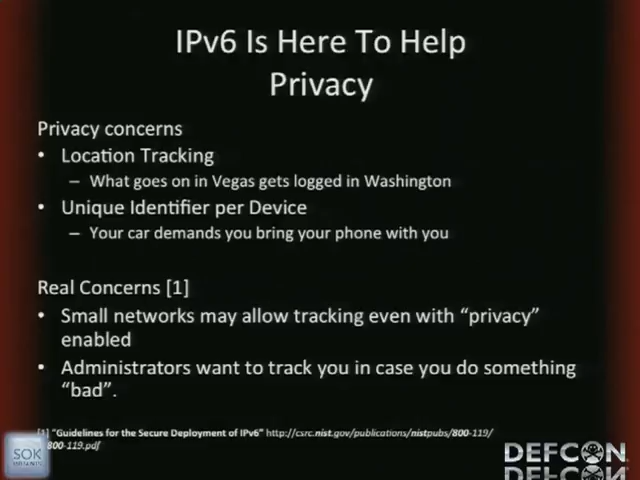 IPv6 Is Here To Help
Privacy
Privacy concerns
• Location Tracking
– What goes on in Vegas gets logged in Washington
• Unique Identifier per Device
– Your car demands you bring your phone with you
Real Concerns [1]
• Small networks may allow tracking even with “privacy”
enabled
• Administrators want to track you in case you do something
“bad”.
[1] "Guidelines for the Secure Deployment of IPv6" http://csrc.nist.gov/publications/nistpubs/800-119/
800-119.pdf
SOK
DEFCON